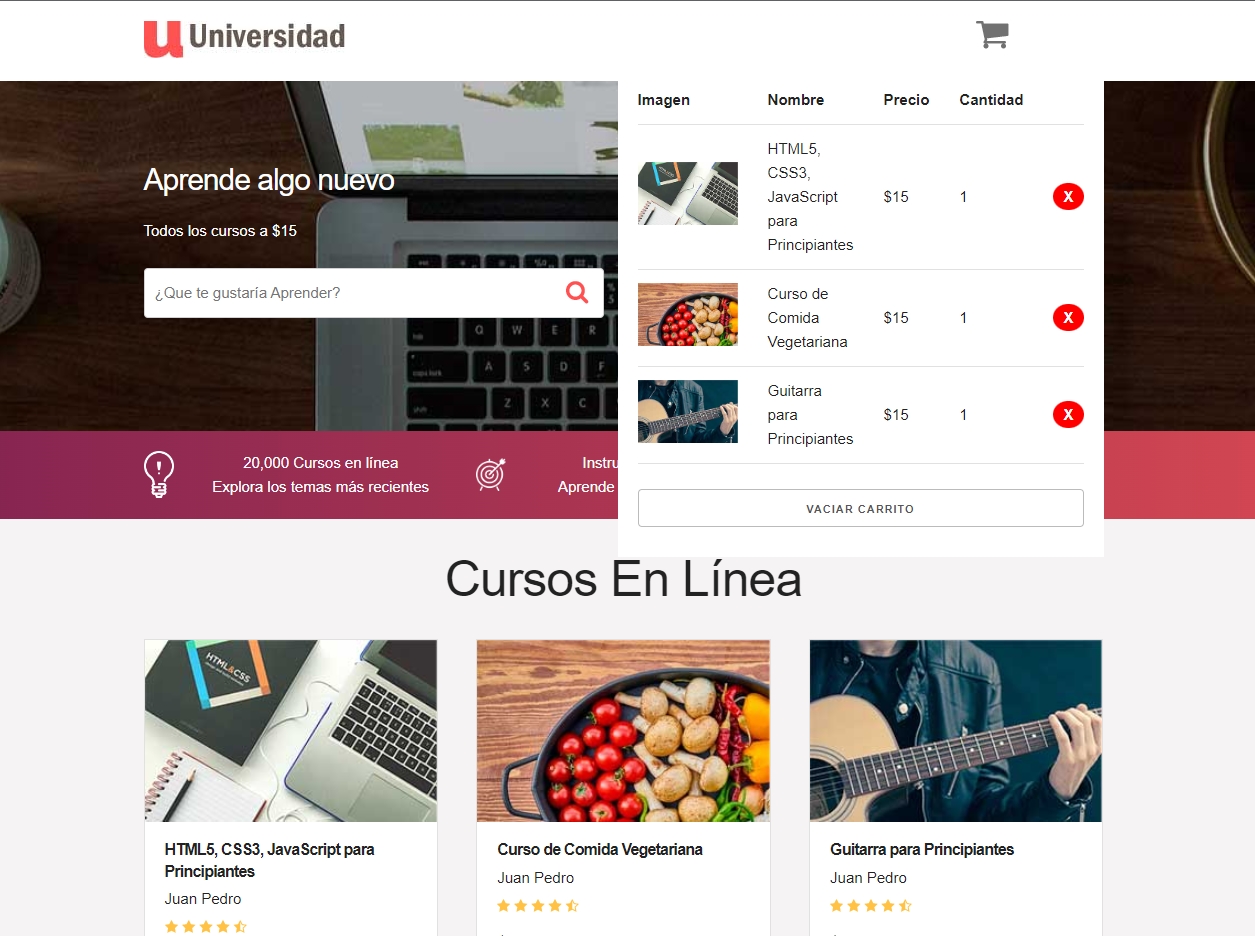 Universidad
Imagen Nombre Precio Cantidad
HTML5,
CSS3,
JavaScript
para
Principiantes
$15 1 X
Curso de
Comida
Vegetariana
$15 1 X
Guitarra
para
Principiantes
$15 1 X
VACIAR CARRITO
Aprende algo nuevo
Todos los cursos a $15
¿Que te gustaría Aprender?
20,000 Cursos en línea
Explora los temas más recientes
Aprende
Cursos En Línea
HTML&CSS
HTML5, CSS3, JavaScript para
Principiantes
Juan Pedro
Curso de Comida Vegetariana
Juan Pedro
Guitarra para Principiantes
Juan Pedro